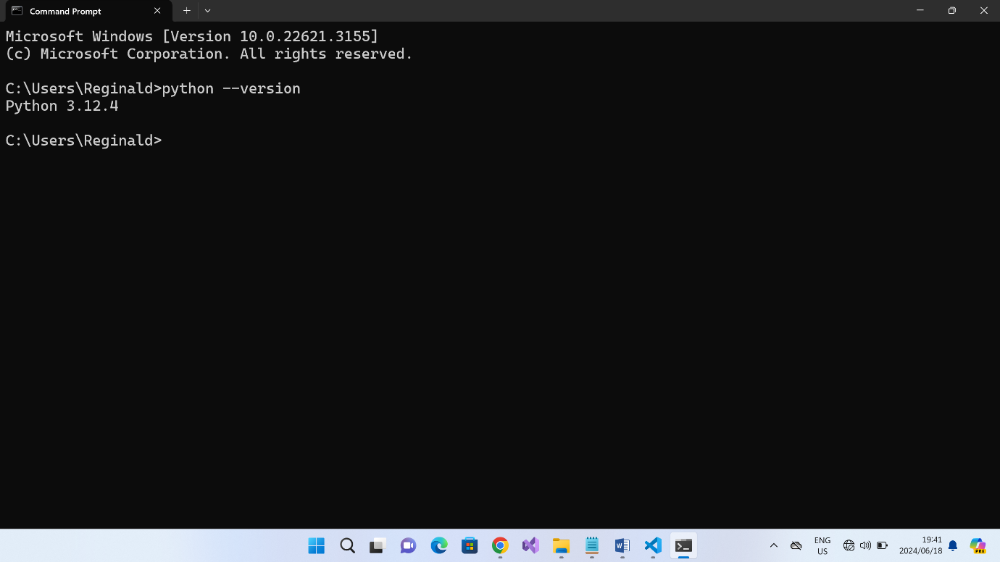 Command Prompt
Microsoft Windows [Version 10.0.22621.3155]
(c) Microsoft Corporation. All rights reserved.
C:\Users\Reginald>python --version
Python 3.12.4
C:\Users\Reginald>
ENG
US
19:41
2024/06/18
PRE